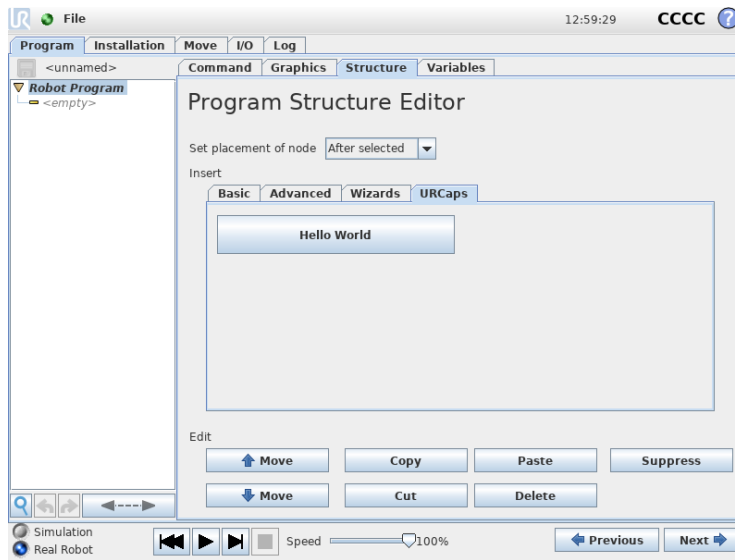 UR File 12:59:29 CCCC ?
Program Installation Move I/O Log
<unnamed> Command Graphics Structure Variables
Robot Program
<empty>
Program Structure Editor
Set placement of node After selected
Insert
Basic Advanced Wizards URCaps
Hello World
Edit
Move Copy Paste Suppress
Move Cut Delete
Simulation
Real Robot
Speed 100% Previous Next